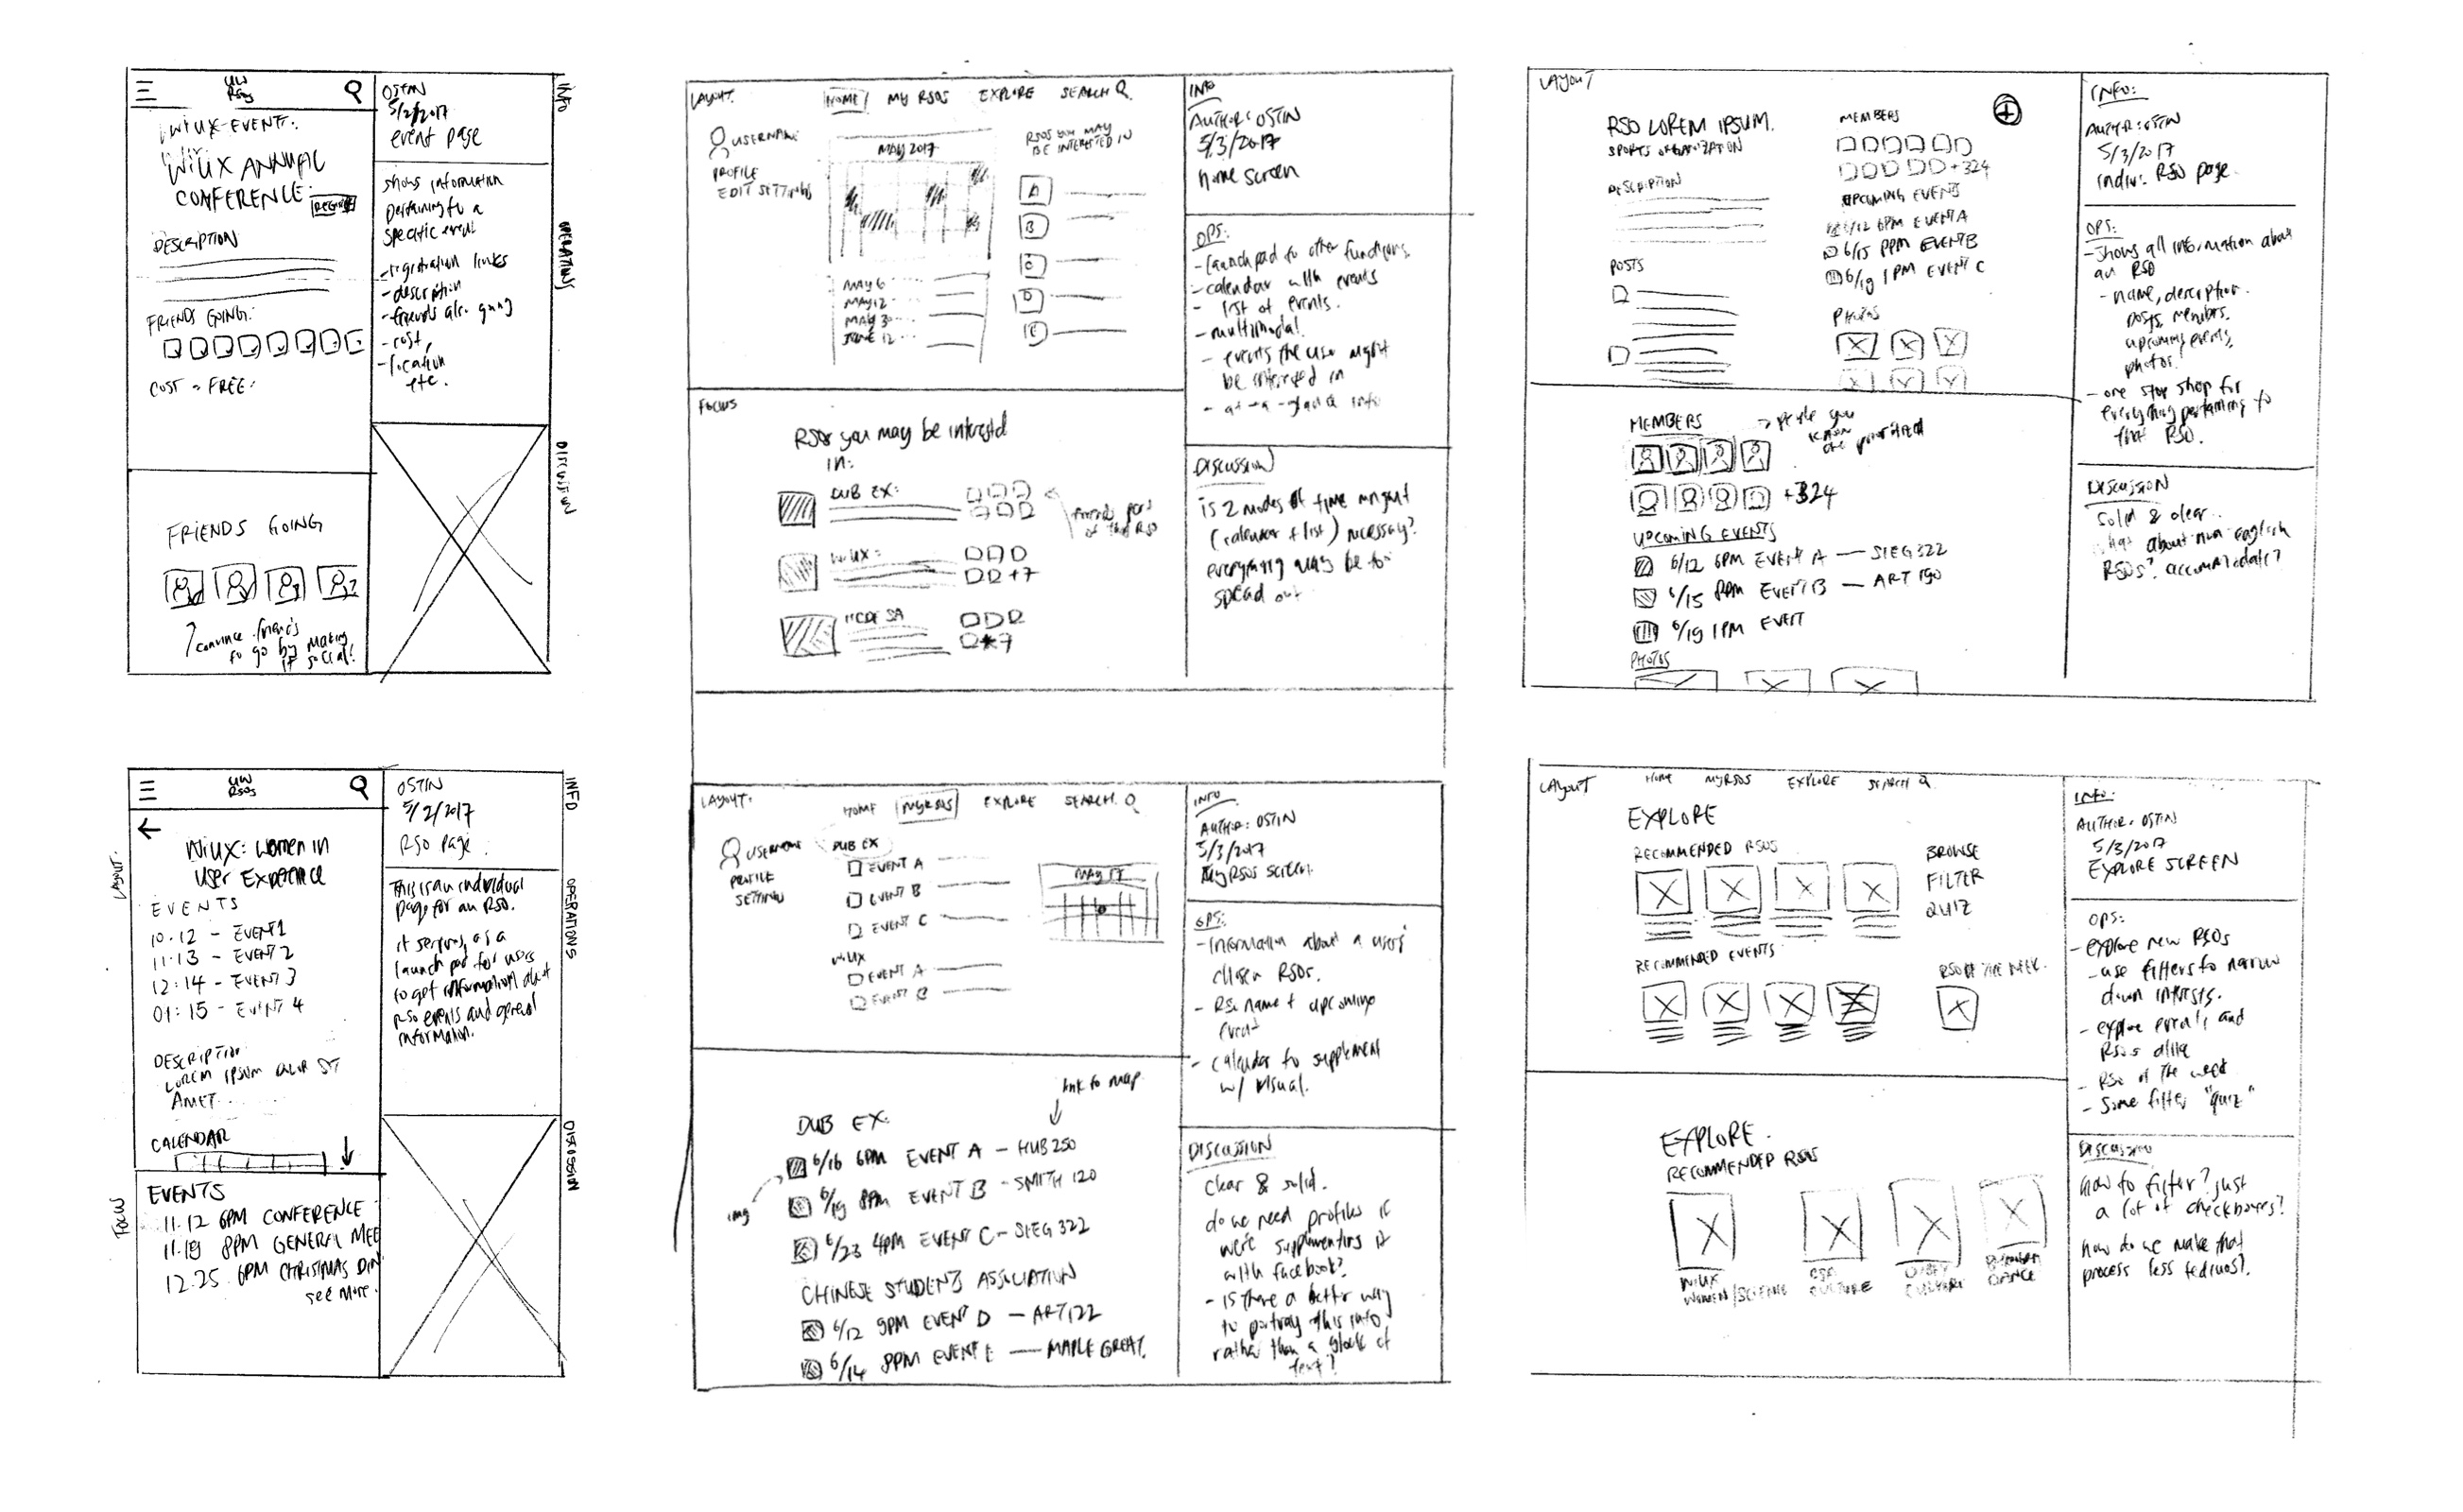 UW
RSOs
WIUX EVENT:
WIUX ANNUAL
CONFERENCE:
DESCRIPTION
FRIENDS GOING:
COST - FREE:
FRIENDS GOING
convince friends
to go by making
it social!
OSTIN
5/2/2017
event page
shows information
pertaining to a
specific event
- registration links
- description
- friends also going
- cost,
- location
etc.
INFO
OPERATIONS
DISCUSSION
LAYOUT.
HOME
MY RSOS
EXPLORE
SEARCH
USERNAME
PROFILE
EDIT SETTINGS
MAY 2017
MAY 6
MAY 12
MAY 30
JUNE 12
RSOS YOU MAY
BE INTERESTED IN
A
B
C
D
E
FOCUS
RSOs you may be interested
in:
DUB EX:
friends part
of that RSO
WIUX:
+7
HCDE SA
+7
INFO
AUTHOR: OSTIN
5/3/2017
home screen
OPS:
- launchpad to other functions
- calendar with events
- list of events.
- multimodal
- events the user might
be interested in
- at-a-glance info
DISCUSSION
is 2 modes of time mngmt
(calendar + list) necessary?
everything may be too
spread out
LAYOUT
RSO LOREM IPSUM.
SPORTS ORGANIZATION
DESCRIPTION
POSTS
MEMBERS
+324
UPCOMING EVENTS
6/12 6PM EVENT A
6/15 8PM EVENT B
6/19 1PM EVENT C
PHOTOS
MEMBERS
→ people you
know
are prioritized
+324
UPCOMING EVENTS
6/12 6PM EVENT A — SIEG 322
6/15 8PM EVENT B — ART 190
6/19 1PM EVENT
PHOTOS
INFO:
AUTHOR: OSTIN
5/3/2017
indiv. RSO page.
OPS:
- shows all information about
an RSO
- name, description.
posts, members,
upcoming events,
photos
- one stop shop for
everything pertaining to
that RSO.
DISCUSSION
solid & clear.
what about non english
RSOs? accommodate?
UW
RSOs
LAYOUT.
WiUX: Women in
User Experience
EVENTS
10.12 - EVENT 1
11.13 - EVENT 2
12:14 - EVENT 3
01:15 - EVENT 4
DESCRIPTION
LOREM IPSUM DOLOR SIT
AMET...
CALENDAR
FOCUS
EVENTS
11.12 6PM CONFERENCE
11.18 8PM GENERAL MEE
12.25 6PM CHRISTMAS DIN
see more.
OSTIN
5/2/2017
RSO Page.
This is an individual
page for an RSO.
it serves as a
launch pad for users
to get information about
RSO events and general
information.
INFO
OPERATIONS
DISCUSSION
LAYOUT.
HOME
MY RSOS
EXPLORE
SEARCH.
USERNAME
PROFILE
SETTING
DUB EX
EVENT A
EVENT B
EVENT C
WIUX
EVENT A
EVENT B
MAY 17
link to map
DUB EX.
6/16 6PM EVENT A — HUB 250
6/19 8PM EVENT B - SMITH 120
img
6/23 4PM EVENT C - SIEG 322
CHINESE STUDENTS ASSOCIATION
6/12 9PM EVENT D — ART 122
6/14 8PM EVENT E — MAPLE GREAT.
INFO
AUTHOR: OSTIN
5/3/2017
MyRSOs screen.
OPS:
- Information about a users'
chosen RSOs.
- RSO name + upcoming
event
- calendar to supplement
w/ visual.
DISCUSSION
clear & solid.
do we need profiles if
we're supplementing it
with facebook?
- is there a better way
to portray this info
rather than a block of
text?
LAYOUT
HOME
MYRSOS
EXPLORE
SEARCH
EXPLORE
RECOMMENDED RSOS
BROWSE
FILTER
QUIZ
RECOMMENDED EVENTS
RSO OF THE WEEK.
EXPLORE.
RECOMMENDED RSOS
WIUX
WOMEN/SCIENCE
CULTURE
CULTURE
DANCE
INFO:
AUTHOR: OSTIN
5/3/2017
EXPLORE SCREEN
OPS:
- explore new RSOs
- use filters to narrow
down interests.
- explore events and
RSOs alike
- RSO of the week
- some filter "quiz"
DISCUSSION
how to filter? just
a lot of checkboxes?
how do we make that
process less tedious?